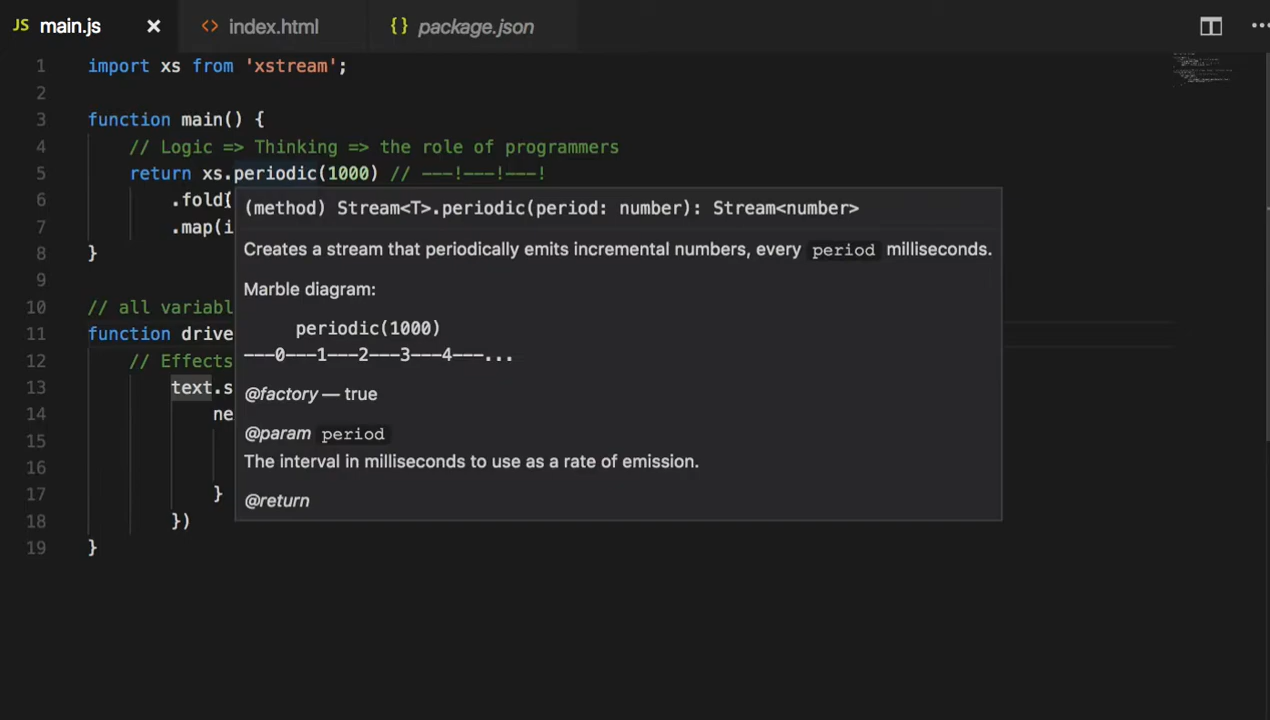 JS main.js × <> index.html {} package.json
1 import xs from 'xstream';
2
3 function main() {
4 // Logic => Thinking => the role of programmers
5 return xs.periodic(1000) // ---!---!---!
6 .fold(
7 .map(i
8 }
9
10 // all variabl
11 function drive
12 // Effects
13 text.s
14 ne
15
16
17 }
18 })
19 }
(method) Stream<T>.periodic(period: number): Stream<number>
Creates a stream that periodically emits incremental numbers, every period milliseconds.
Marble diagram:
periodic(1000)
---0---1---2---3---4---...
@factory — true
@param period
The interval in milliseconds to use as a rate of emission.
@return